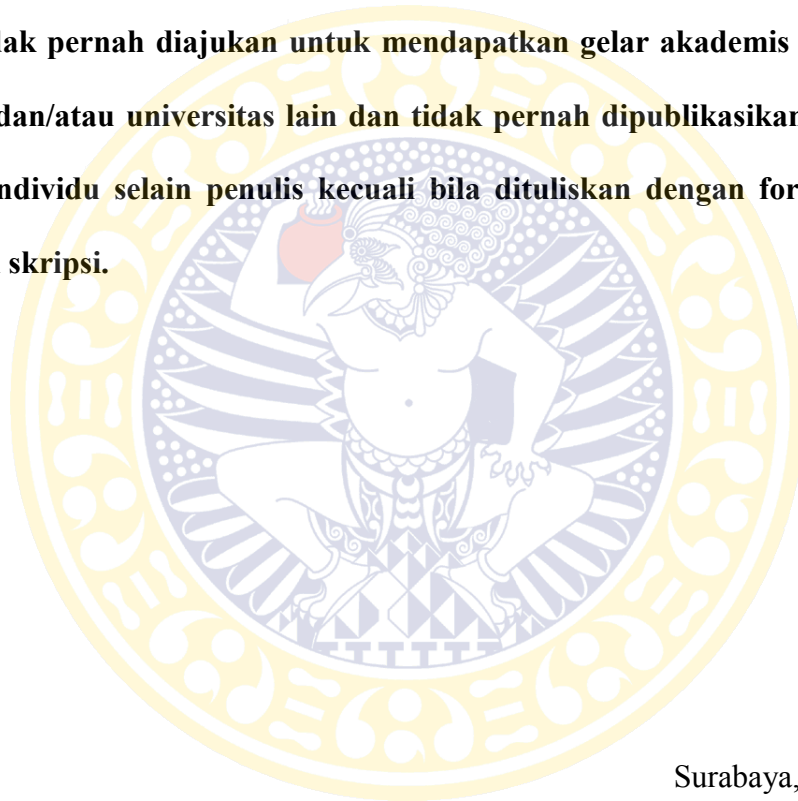 lak pernah diajukan untuk mendapatkan gelar akademis
dan/atau universitas lain dan tidak pernah dipublikasikan
ndividu selain penulis kecuali bila dituliskan dengan for
skripsi.
Surabaya,